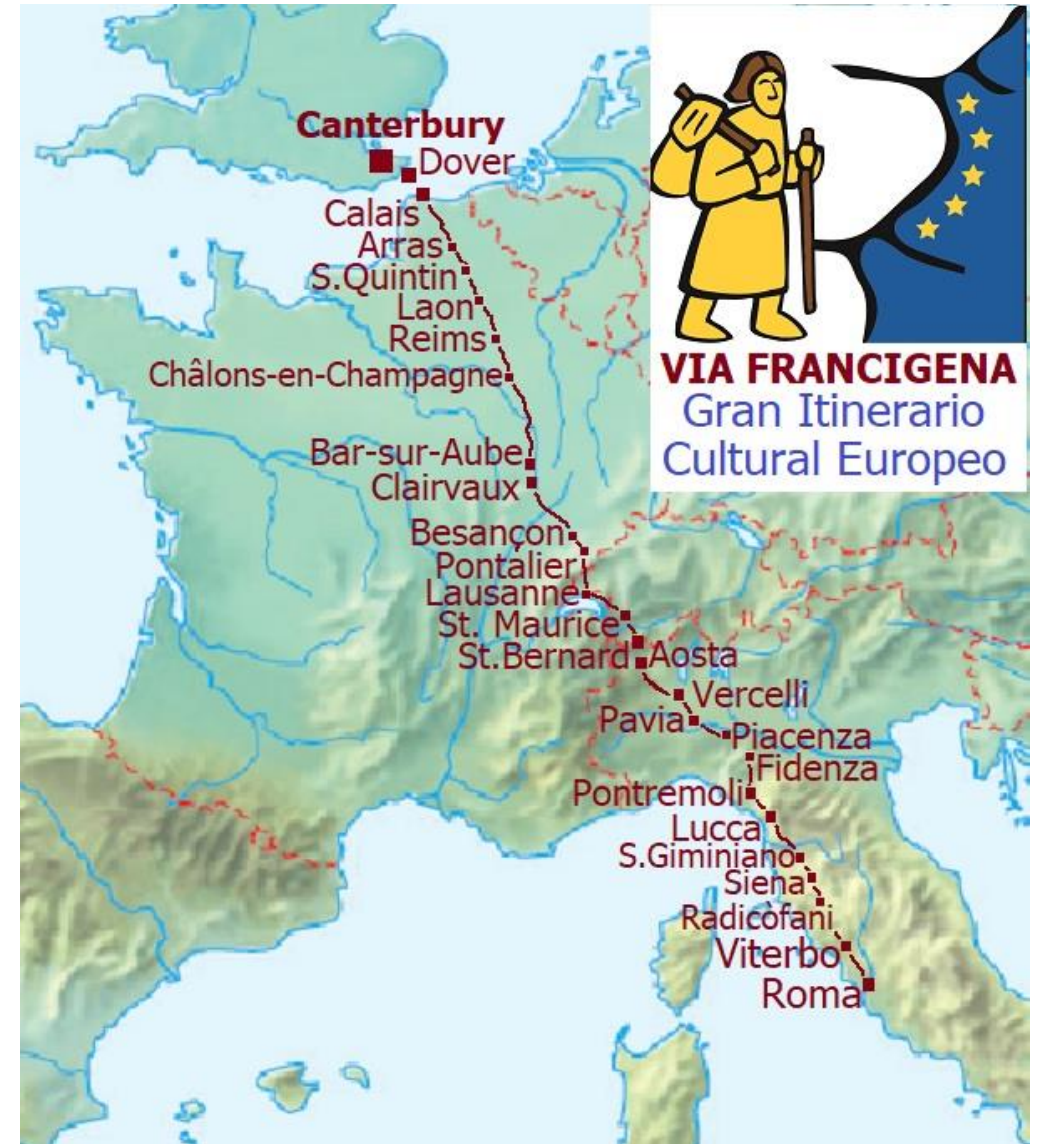 Canterbury
Dover
Calais
Arras
S.Quintin
Laon
Reims
Châlons-en-Champagne
Bar-sur-Aube
Clairvaux
Besançon
Pontalier
Lausanne
St. Maurice
St.Bernard
Aosta
Vercelli
Pavia
Piacenza
Fidenza
Pontremoli
Lucca
S.Giminiano
Siena
Radicofani
Viterbo
Roma
VIA FRANCIGENA
Gran Itinerario
Cultural Europeo